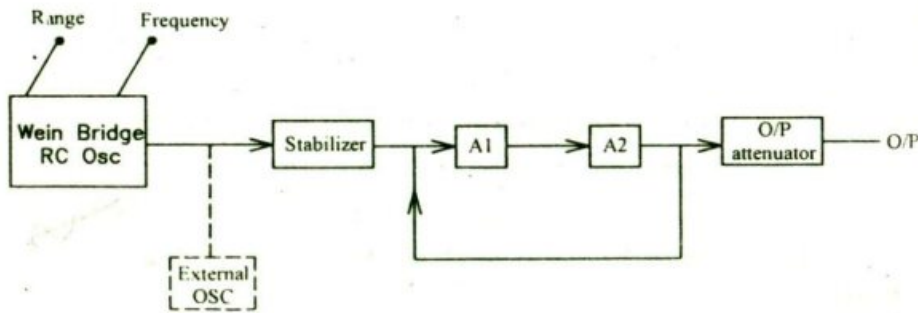 Range
Frequency
Wein Bridge
RC Osc
Stabilizer
A1
A2
O/P
attenuator
O/P
External
OSC